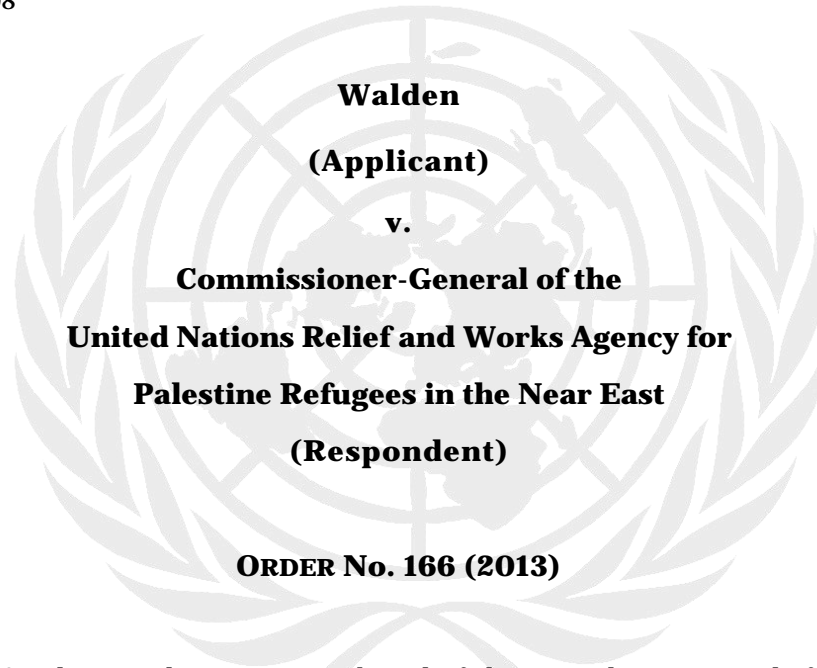 Walden
(Applicant)
v.
Commissioner-General of the
United Nations Relief and Works Agency for
Palestine Refugees in the Near East
(Respondent)
ORDER No. 166 (2013)